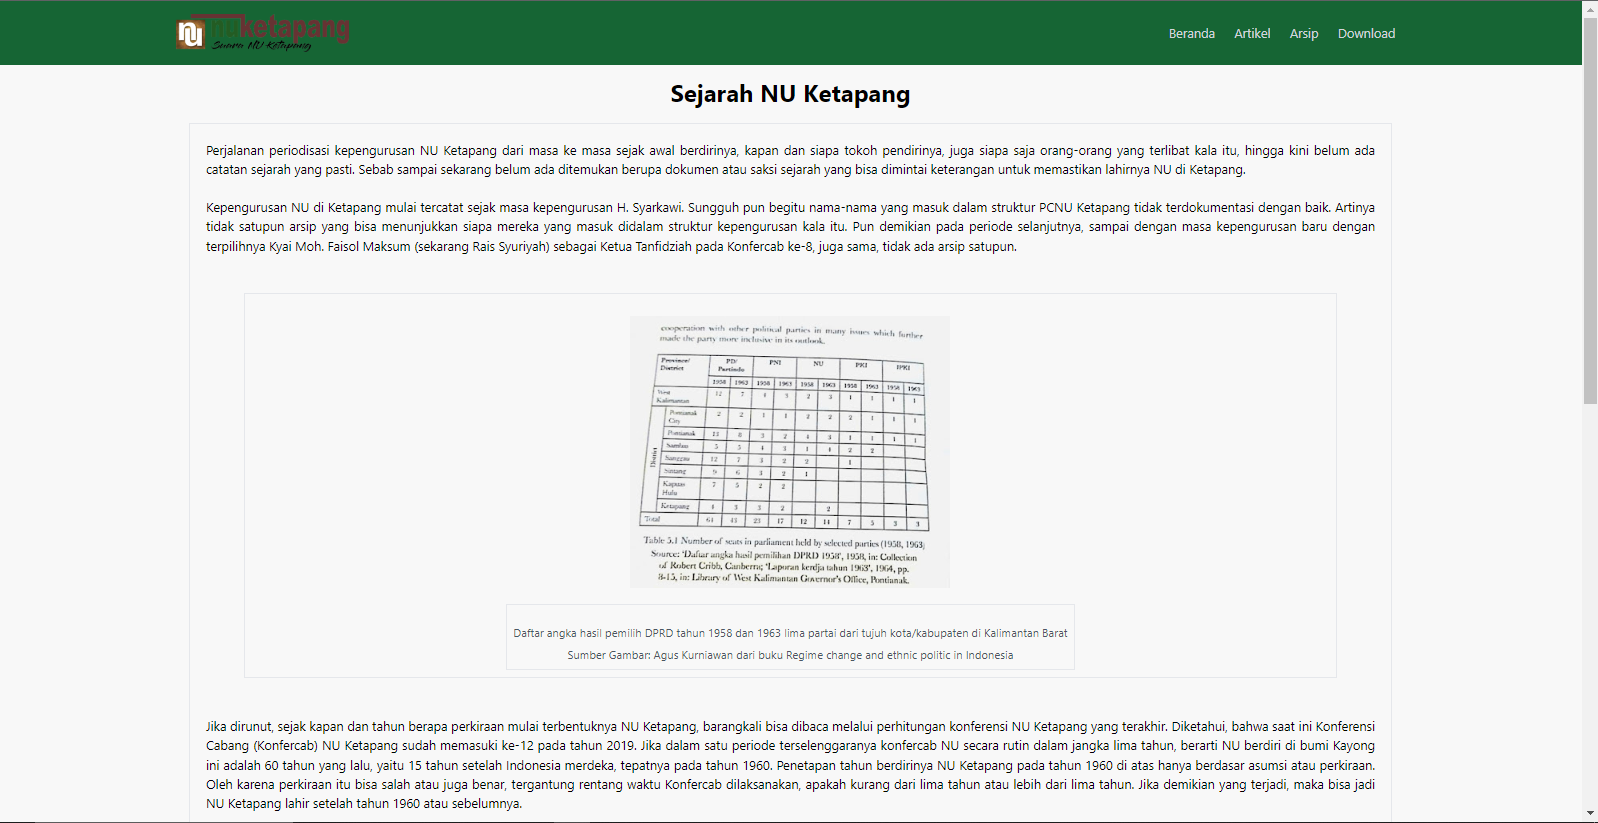 nuketapang
Suara NU Ketapang
Beranda Artikel Arsip Download
Sejarah NU Ketapang
Perjalanan periodisasi kepengurusan NU Ketapang dari masa ke masa sejak awal berdirinya, kapan dan siapa tokoh pendirinya, juga siapa saja orang-orang yang terlibat kala itu, hingga kini belum ada
catatan sejarah yang pasti. Sebab sampai sekarang belum ada ditemukan berupa dokumen atau saksi sejarah yang bisa dimintai keterangan untuk memastikan lahirnya NU di Ketapang.
Kepengurusan NU di Ketapang mulai tercatat sejak masa kepengurusan H. Syarkawi. Sungguh pun begitu nama-nama yang masuk dalam struktur PCNU Ketapang tidak terdokumentasi dengan baik. Artinya
tidak satupun arsip yang bisa menunjukkan siapa mereka yang masuk didalam struktur kepengurusan kala itu. Pun demikian pada periode selanjutnya, sampai dengan masa kepengurusan baru dengan
terpilihnya Kyai Moh. Faisol Maksum (sekarang Rais Syuriyah) sebagai Ketua Tanfidziah pada Konfercab ke-8, juga sama, tidak ada arsip satupun.
cooperation with other political parties in many issues which further
made the party more inclusive in its outlook.
Province/ PD/ PNI NU PKI IPKI
District Partindo
1958 1963 1958 1963 1958 1963 1958 1963 1958 1963
West 12 7 4 3 2 3 1 1 1 1
Kalimantan
Pontianak 2 2 1 1 2 2 2 1 1 1
City
Pontianak 13 8 5 2 4 3 1 1 1 1
Sambas 5 5 4 3 1 4 2 2
Sanggau 12 7 3 2 2 1
Sintang 9 6 3 2 1
Kapuas 7 5 2 2
Hulu
Ketapang 4 3 3 2 2
District
Total 64 43 23 17 12 14 7 5 3 3
Table 5.1 Number of seats in parliament held by selected parties (1958, 1963)
Source: 'Daftar angka hasil pemilihan DPRD 1958', 1958, in: Collection
of Robert Cribb, Canberra; 'Laporan kerdja tahun 1963', 1964, pp.
8-15, in: Library of West Kalimantan Governor's Office, Pontianak.
Daftar angka hasil pemilih DPRD tahun 1958 dan 1963 lima partai dari tujuh kota/kabupaten di Kalimantan Barat
Sumber Gambar: Agus Kurniawan dari buku Regime change and ethnic politic in Indonesia
Jika dirunut, sejak kapan dan tahun berapa perkiraan mulai terbentuknya NU Ketapang, barangkali bisa dibaca melalui perhitungan konferensi NU Ketapang yang terakhir. Diketahui, bahwa saat ini Konferensi
Cabang (Konfercab) NU Ketapang sudah memasuki ke-12 pada tahun 2019. Jika dalam satu periode terselenggaranya konfercab NU secara rutin dalam jangka lima tahun, berarti NU berdiri di bumi Kayong
ini adalah 60 tahun yang lalu, yaitu 15 tahun setelah Indonesia merdeka, tepatnya pada tahun 1960. Penetapan tahun berdirinya NU Ketapang pada tahun 1960 di atas hanya berdasar asumsi atau perkiraan.
Oleh karena perkiraan itu bisa salah atau juga benar, tergantung rentang waktu Konfercab dilaksanakan, apakah kurang dari lima tahun atau lebih dari lima tahun. Jika demikian yang terjadi, maka bisa jadi
NU Ketapang lahir setelah tahun 1960 atau sebelumnya.